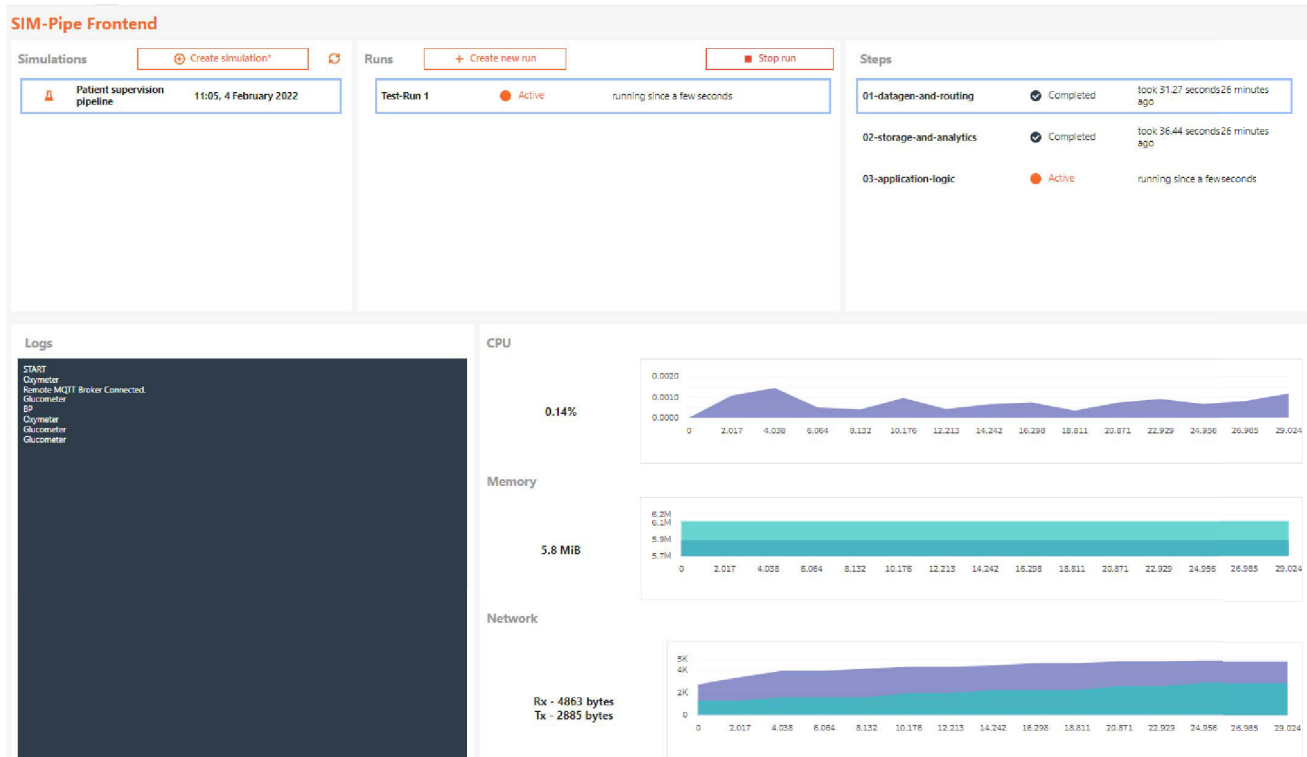 SIM-Pipe Frontend
Simulations
Create simulation*
Patient supervision
pipeline
11:05, 4 February 2022
Runs
+ Create new run
Stop run
Test-Run 1
Active
running since a few seconds
Steps
01-datagen-and-routing
Completed
took 31.27 seconds26 minutes
ago
02-storage-and-analytics
Completed
took 36.44 seconds26 minutes
ago
03-application-logic
Active
running since a few seconds
Logs
START
Oxymeter
Remote MQTT Broker Connected.
Glucometer
BP
Oxymeter
Glucometer
Glucometer
CPU
0.14%
0.0020
0.0010
0.0000
0 2.017 4.038 6.064 8.132 10.176 12.213 14.242 16.298 18.811 20.871 22.929 24.956 26.985 29.024
Memory
5.8 MiB
6.2M
6.1M
5.9M
5.7M
0 2.017 4.038 6.064 8.132 10.176 12.213 14.242 16.298 18.811 20.871 22.929 24.956 26.985 29.024
Network
Rx - 4863 bytes
Tx - 2885 bytes
5K
4K
2K
0
0 2.017 4.038 6.064 8.132 10.176 12.213 14.242 16.298 18.811 20.871 22.929 24.956 26.985 29.024